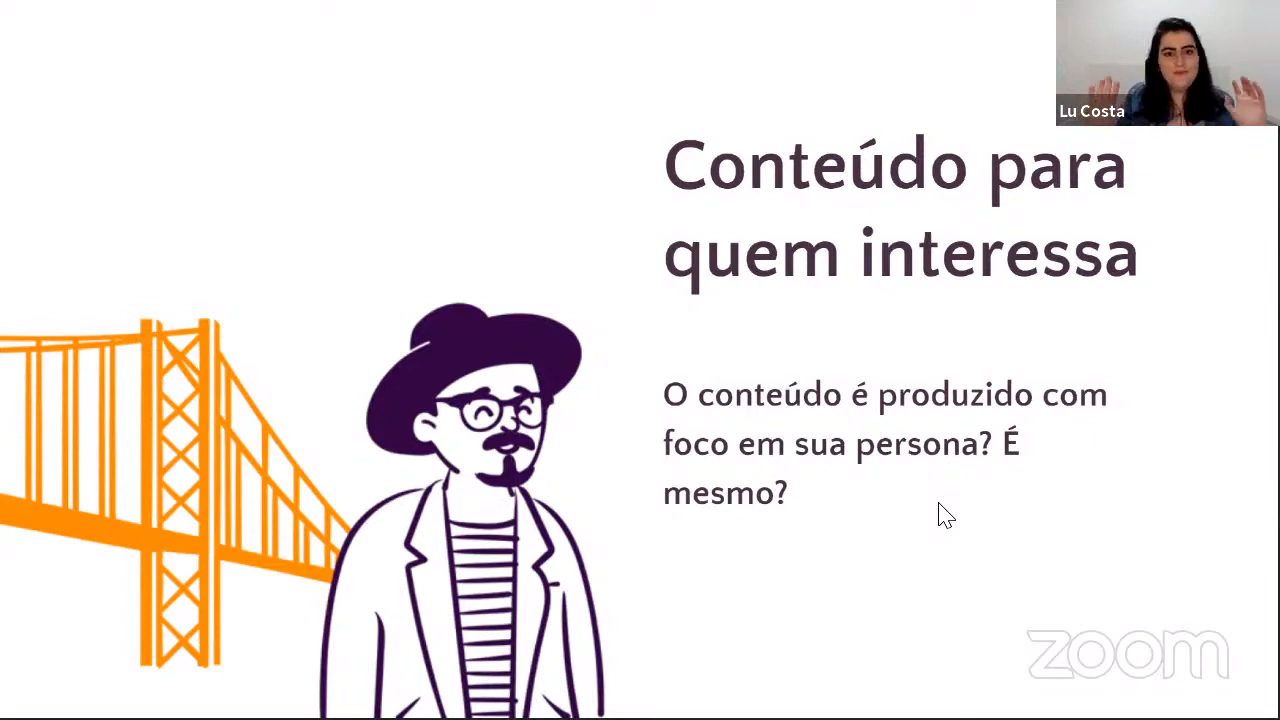 Lu Costa
Conteúdo para
quem interessa
O conteúdo é produzido com
foco em sua persona? É
mesmo?
zoom